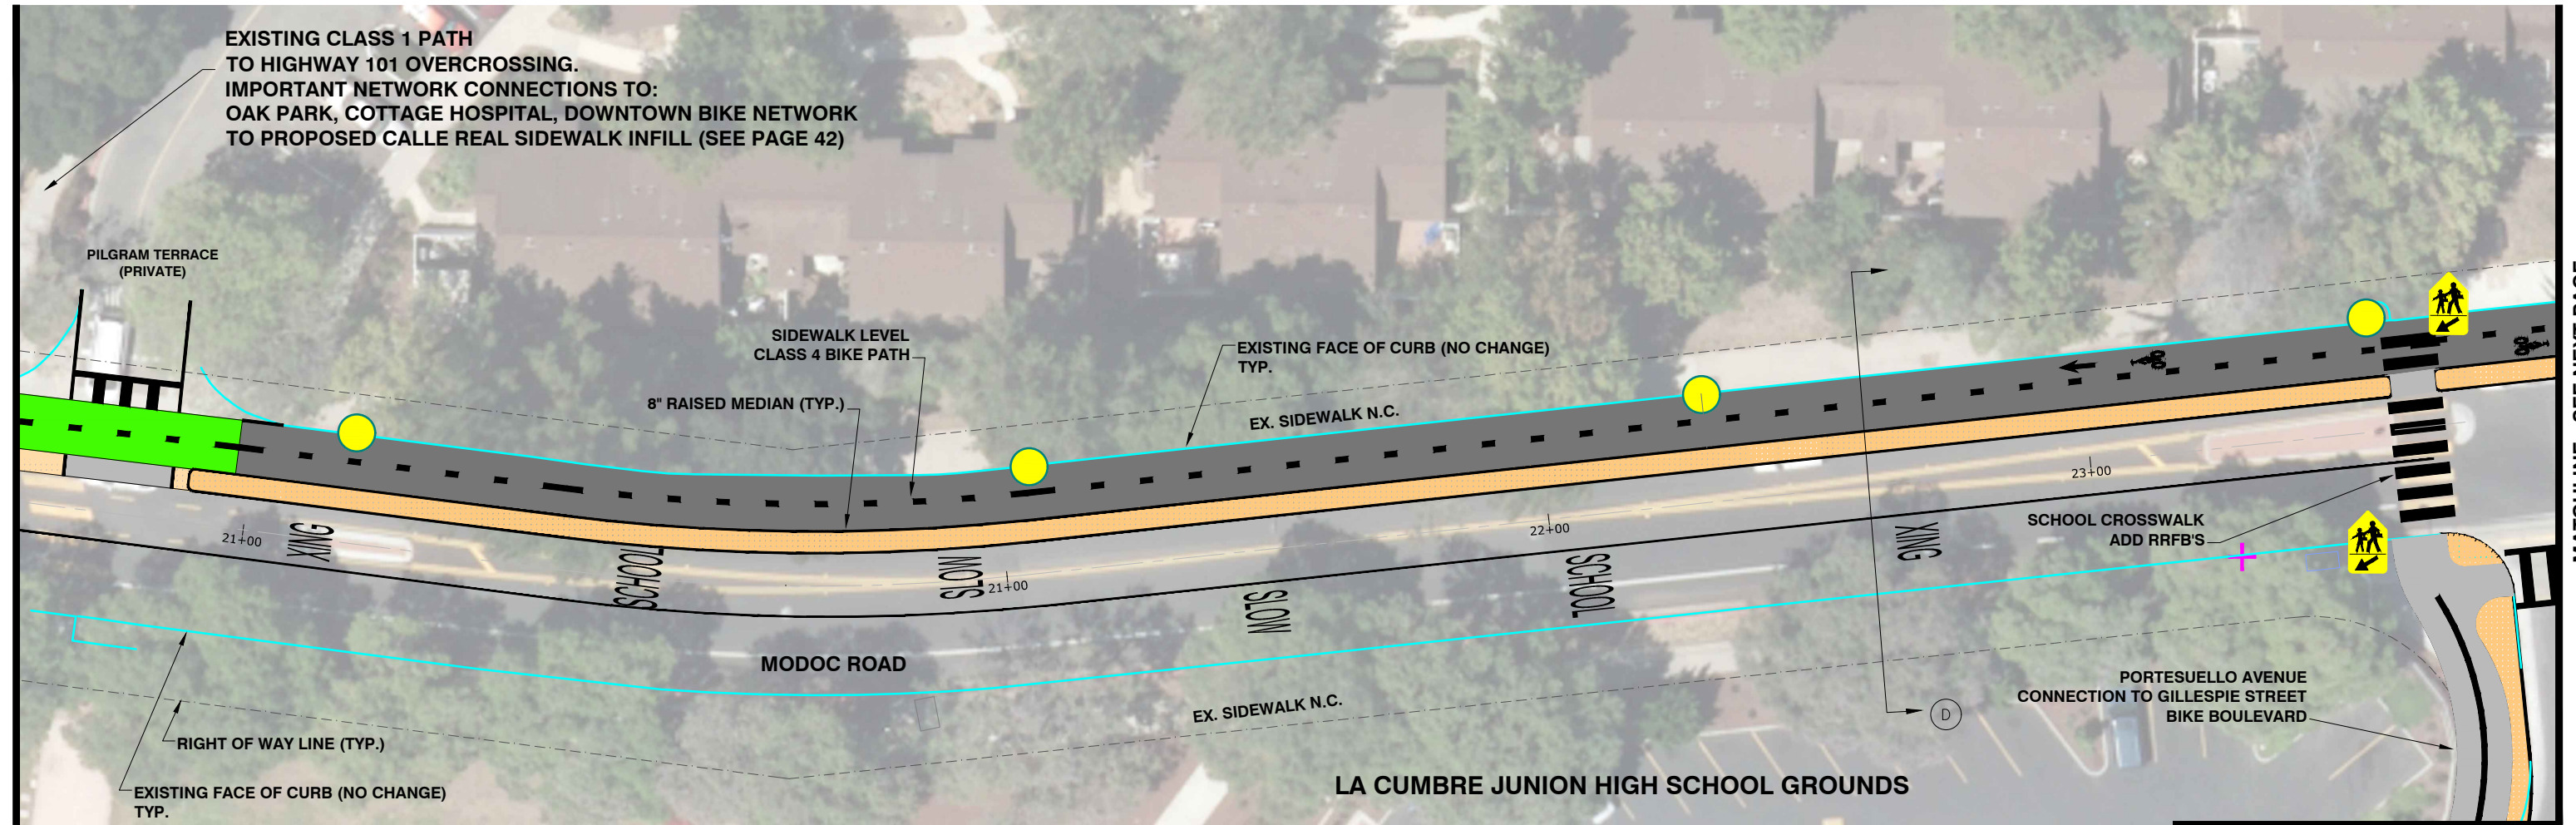 EXISTING CLASS 1 PATH
TO HIGHWAY 101 OVERCROSSING.
IMPORTANT NETWORK CONNECTIONS TO:
OAK PARK, COTTAGE HOSPITAL, DOWNTOWN BIKE NETWORK
TO PROPOSED CALLE REAL SIDEWALK INFILL (SEE PAGE 42)
PILGRAM TERRACE
(PRIVATE)
SIDEWALK LEVEL
CLASS 4 BIKE PATH
8" RAISED MEDIAN (TYP.)
EXISTING FACE OF CURB (NO CHANGE)
TYP.
EX. SIDEWALK N.C.
21+00
XING
SCHOOL
SLOW
21+00
22+00
23+00
SLOW
SCHOOL
XING
SCHOOL CROSSWALK
ADD RRFB'S
MODOC ROAD
EX. SIDEWALK N.C.
D
PORTESUELLO AVENUE
CONNECTION TO GILLESPIE STREET
BIKE BOULEVARD
RIGHT OF WAY LINE (TYP.)
EXISTING FACE OF CURB (NO CHANGE)
TYP.
LA CUMBRE JUNION HIGH SCHOOL GROUNDS